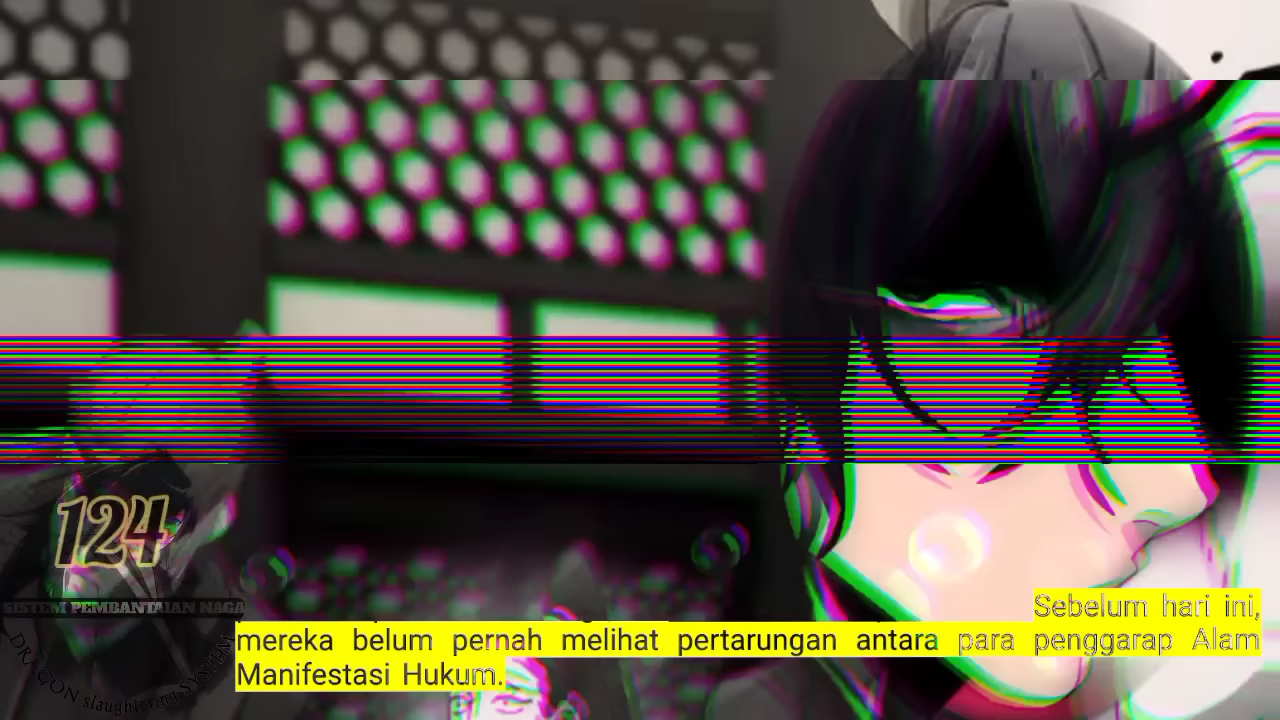 124
SISTEM PEMBANTAIAN NAGA
DRAGON slaughtering SYSTEM
Sebelum hari ini,
mereka belum pernah melihat pertarungan antara para penggarap Alam
Manifestasi Hukum.